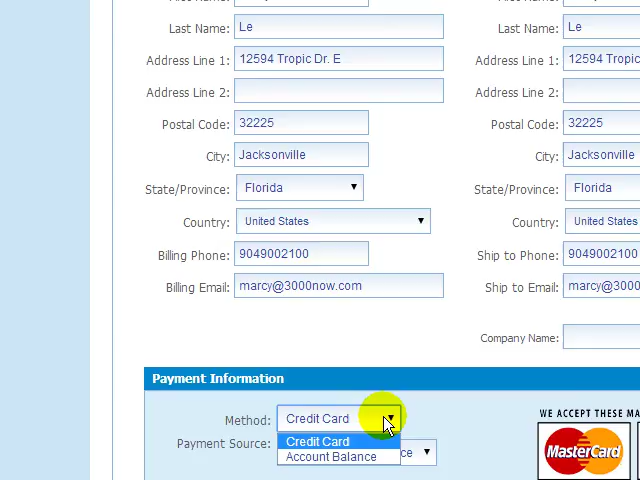 Last Name: Le Le
Address Line 1: 12594 Tropic Dr. E Address Line 1: 12594 Tropic
Address Line 2: Address Line 2:
Postal Code: 32225 Postal Code: 32225
City: Jacksonville City: Jacksonville
State/Province: Florida State/Province: Florida
Country: United States Country: United States
Billing Phone: 9049002100 Ship to Phone: 9049002100
Billing Email: marcy@3000now.com Ship to Email: marcy@3000
Company Name:
Payment Information
Method: Credit Card WE ACCEPT THESE MA
Payment Source: Credit Card ce MasterCard
Account Balance